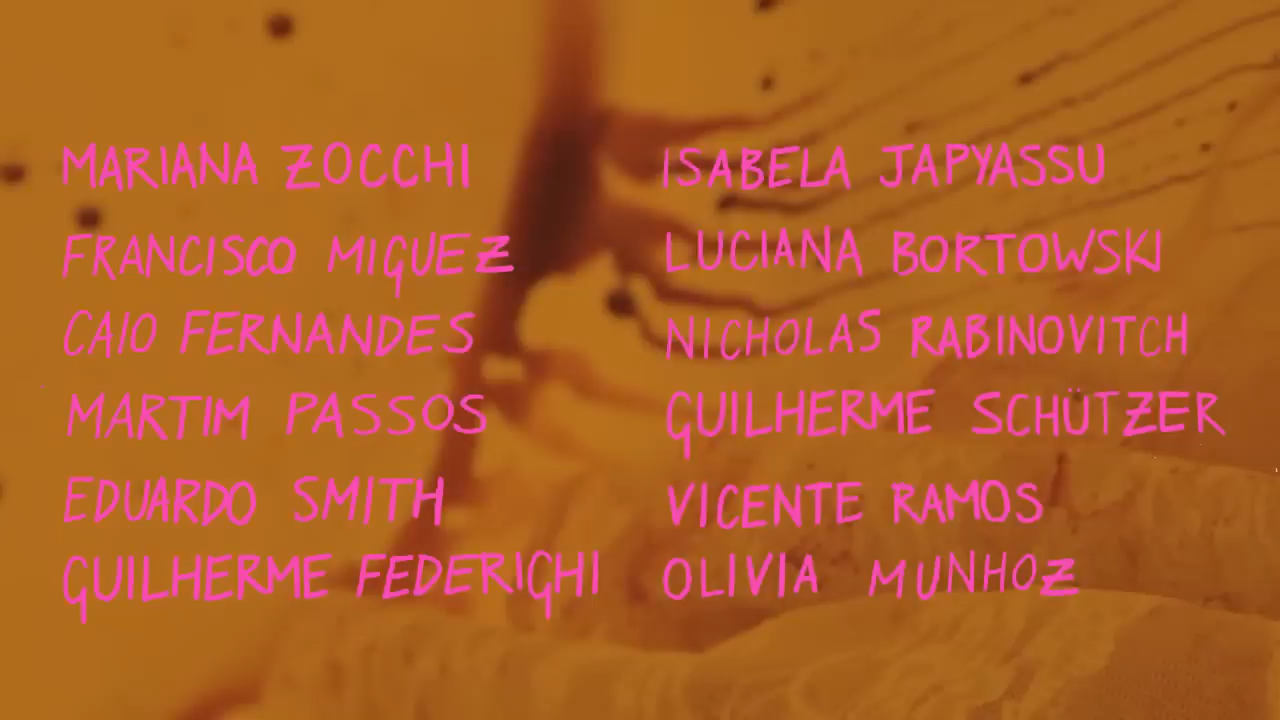 MARIANA ZOCCHI
FRANCISCO MIGUEZ
CAIO FERNANDES
MARTIM PASSOS
EDUARDO SMITH
GUILHERME FEDERIGHI
ISABELA JAPYASSU
LUCIANA BORTOWSKI
NICHOLAS RABINOVITCH
GUILHERME SCHÜTZER
VICENTE RAMOS
OLIVIA MUNHOZ